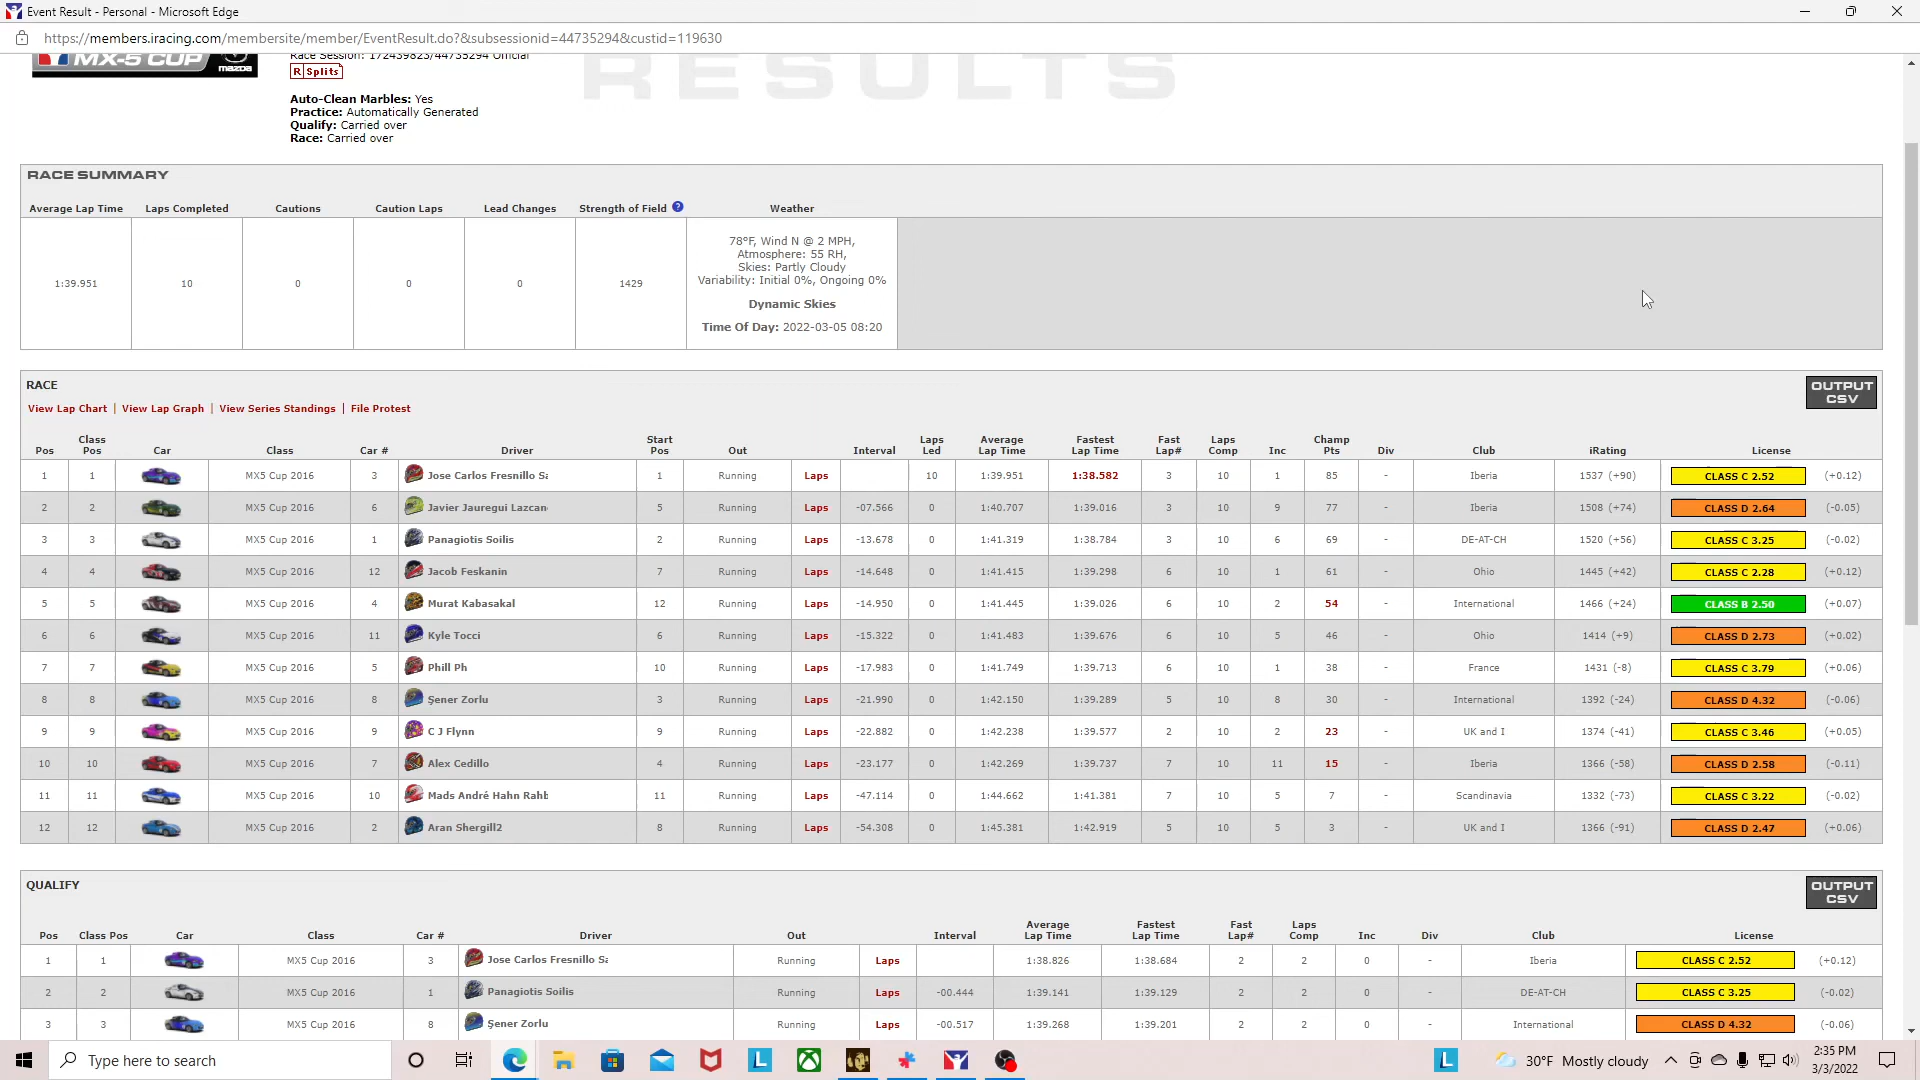 Event Result - Personal - Microsoft Edge
https://members.iracing.com/membersite/member/EventResult.do?&subsessionid=44735294&custid=119630
MX-5 CUP mazda
Race Session: 172439823/44735294 Official
R Splits
RESULTS
Auto-Clean Marbles: Yes
Practice: Automatically Generated
Qualify: Carried over
Race: Carried over
RACE SUMMARY
Average Lap Time Laps Completed Cautions Caution Laps Lead Changes Strength of Field ? Weather
1:39.951 10 0 0 0 1429
78°F, Wind N @ 2 MPH,
Atmosphere: 55 RH,
Skies: Partly Cloudy
Variability: Initial 0%, Ongoing 0%
Dynamic Skies
Time Of Day: 2022-03-05 08:20
RACE
OUTPUT CSV
View Lap Chart | View Lap Graph | View Series Standings | File Protest
Pos Class Pos Car Class Car # Driver Start Pos Out Interval Laps Led Average Lap Time Fastest Lap Time Fast Lap# Laps Comp Inc Champ Pts Div Club iRating License
1 1 MX5 Cup 2016 3 Jose Carlos Fresnillo Sa 1 Running Laps 10 1:39.951 1:38.582 3 10 1 85 - Iberia 1537 (+90) CLASS C 2.52 (+0.12)
2 2 MX5 Cup 2016 6 Javier Jauregui Lazcan 5 Running Laps -07.566 0 1:40.707 1:39.016 3 10 9 77 - Iberia 1508 (+74) CLASS D 2.64 (-0.05)
3 3 MX5 Cup 2016 1 Panagiotis Soilis 2 Running Laps -13.678 0 1:41.319 1:38.784 3 10 6 69 - DE-AT-CH 1520 (+56) CLASS C 3.25 (-0.02)
4 4 MX5 Cup 2016 12 Jacob Feskanin 7 Running Laps -14.648 0 1:41.415 1:39.298 6 10 1 61 - Ohio 1445 (+42) CLASS C 2.28 (+0.12)
5 5 MX5 Cup 2016 4 Murat Kabasakal 12 Running Laps -14.950 0 1:41.445 1:39.026 6 10 2 54 - International 1466 (+24) CLASS B 2.50 (+0.07)
6 6 MX5 Cup 2016 11 Kyle Tocci 6 Running Laps -15.322 0 1:41.483 1:39.676 6 10 5 46 - Ohio 1414 (+9) CLASS D 2.73 (+0.02)
7 7 MX5 Cup 2016 5 Phill Ph 10 Running Laps -17.983 0 1:41.749 1:39.713 6 10 1 38 - France 1431 (-8) CLASS C 3.79 (+0.06)
8 8 MX5 Cup 2016 8 Şener Zorlu 3 Running Laps -21.990 0 1:42.150 1:39.289 5 10 8 30 - International 1392 (-24) CLASS D 4.32 (-0.06)
9 9 MX5 Cup 2016 9 C J Flynn 9 Running Laps -22.882 0 1:42.238 1:39.577 2 10 2 23 - UK and I 1374 (-41) CLASS C 3.46 (+0.05)
10 10 MX5 Cup 2016 7 Alex Cedillo 4 Running Laps -23.177 0 1:42.269 1:39.737 7 10 11 15 - Iberia 1366 (-58) CLASS D 2.58 (-0.11)
11 11 MX5 Cup 2016 10 Mads André Hahn Rahb 11 Running Laps -47.114 0 1:44.662 1:41.381 7 10 5 7 - Scandinavia 1332 (-73) CLASS C 3.22 (-0.02)
12 12 MX5 Cup 2016 2 Aran Shergill2 8 Running Laps -54.308 0 1:45.381 1:42.919 5 10 5 3 - UK and I 1366 (-91) CLASS D 2.47 (+0.06)
QUALIFY
OUTPUT CSV
Pos Class Pos Car Class Car # Driver Out Interval Average Lap Time Fastest Lap Time Fast Lap# Laps Comp Inc Div Club License
1 1 MX5 Cup 2016 3 Jose Carlos Fresnillo Sa Running Laps 1:38.826 1:38.684 2 2 0 - Iberia CLASS C 2.52 (+0.12)
2 2 MX5 Cup 2016 1 Panagiotis Soilis Running Laps -00.444 1:39.141 1:39.129 2 2 0 - DE-AT-CH CLASS C 3.25 (-0.02)
3 3 MX5 Cup 2016 8 Şener Zorlu Running Laps -00.517 1:39.268 1:39.201 2 2 0 - International CLASS D 4.32 (-0.06)
Type here to search
L
L
30°F Mostly cloudy
2:35 PM
3/3/2022